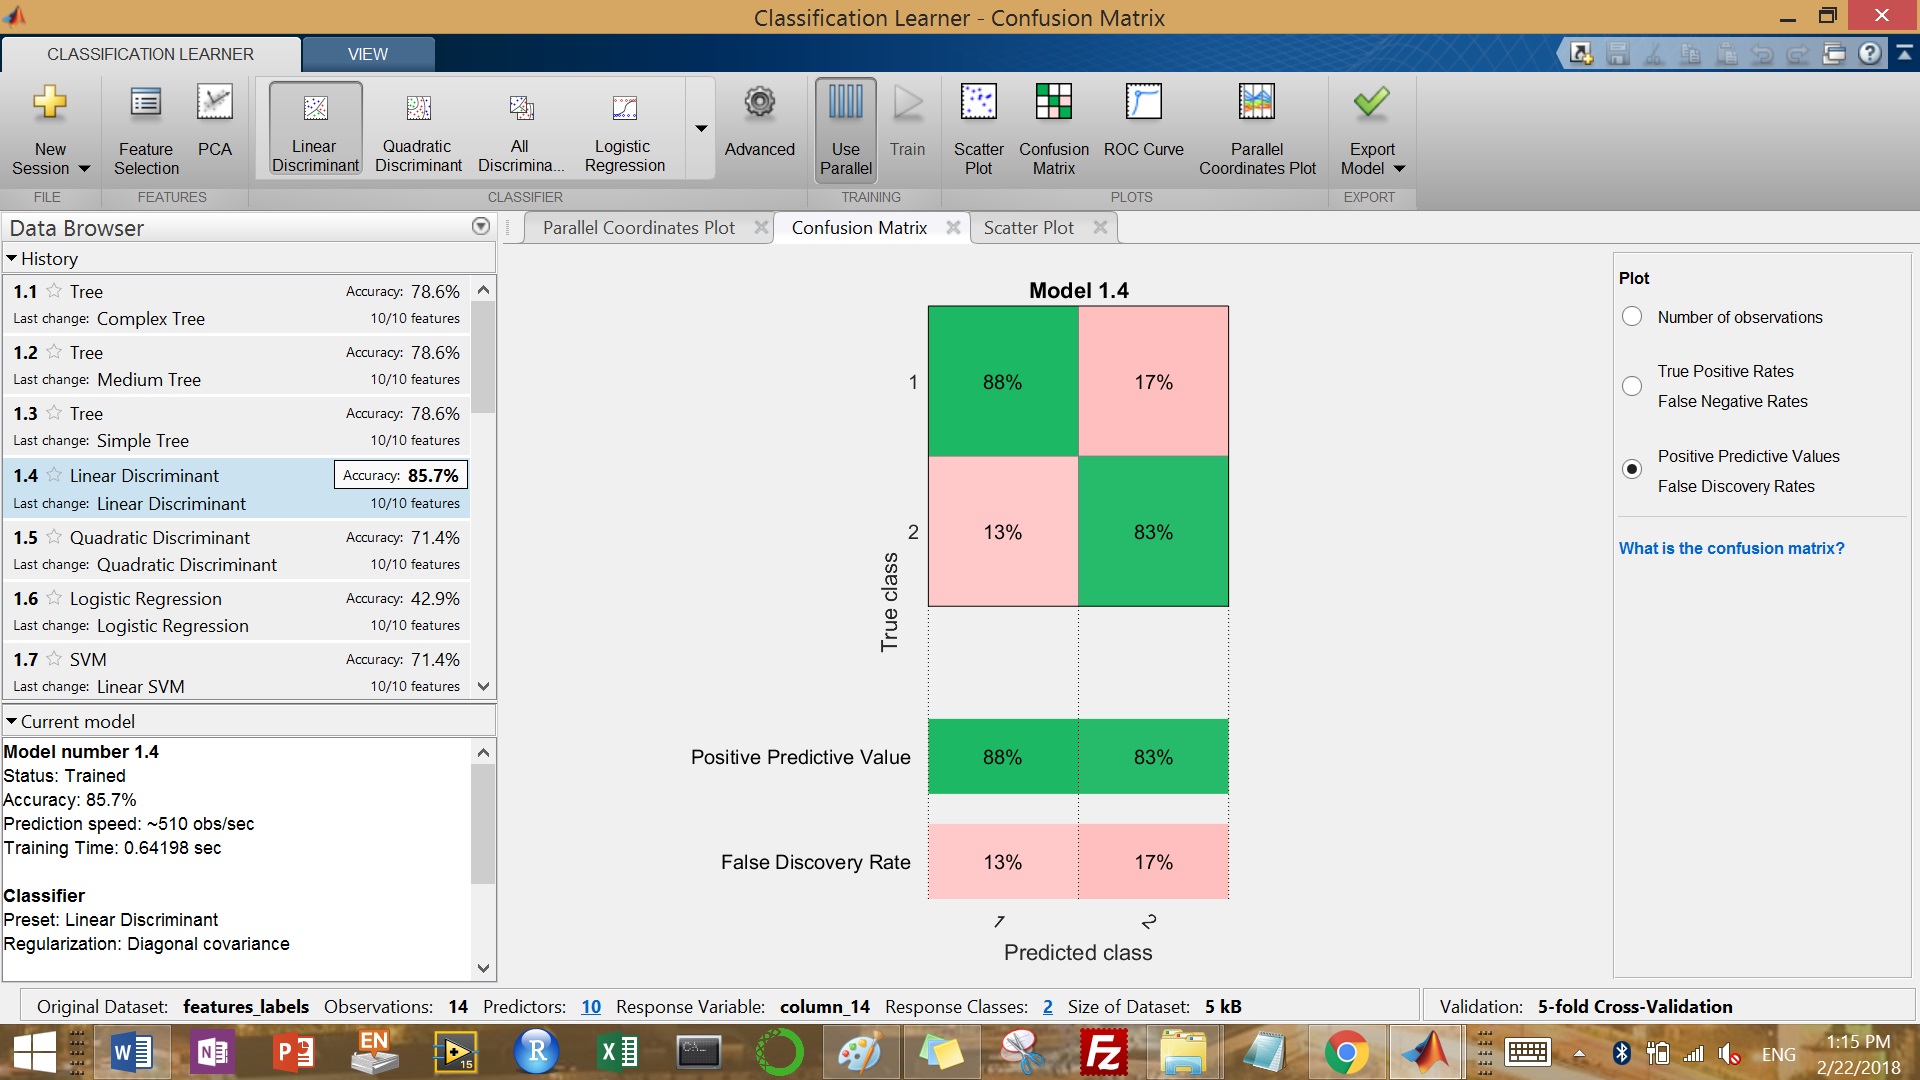 Classification Learner - Confusion Matrix
CLASSIFICATION LEARNER
VIEW
New Session
Feature Selection
PCA
Linear Discriminant
Quadratic Discriminant
All Discrimina...
Logistic Regression
Advanced
Use Parallel
Train
Scatter Plot
Confusion Matrix
ROC Curve
Parallel Coordinates Plot
Export Model
FILE
FEATURES
CLASSIFIER
TRAINING
PLOTS
EXPORT
Data Browser
History
1.1 Tree Accuracy: 78.6%
Last change: Complex Tree 10/10 features
1.2 Tree Accuracy: 78.6%
Last change: Medium Tree 10/10 features
1.3 Tree Accuracy: 78.6%
Last change: Simple Tree 10/10 features
1.4 Linear Discriminant Accuracy: 85.7%
Last change: Linear Discriminant 10/10 features
1.5 Quadratic Discriminant Accuracy: 71.4%
Last change: Quadratic Discriminant 10/10 features
1.6 Logistic Regression Accuracy: 42.9%
Last change: Logistic Regression 10/10 features
1.7 SVM Accuracy: 71.4%
Last change: Linear SVM 10/10 features
Current model
Model number 1.4
Status: Trained
Accuracy: 85.7%
Prediction speed: ~510 obs/sec
Training Time: 0.64198 sec
Classifier
Preset: Linear Discriminant
Regularization: Diagonal covariance
Parallel Coordinates Plot
Confusion Matrix
Scatter Plot
Model 1.4
1 88% 17%
2 13% 83%
True class
Positive Predictive Value 88% 83%
False Discovery Rate 13% 17%
1 2
Predicted class
Plot
Number of observations
True Positive Rates
False Negative Rates
Positive Predictive Values
False Discovery Rates
What is the confusion matrix?
Original Dataset: features_labels Observations: 14 Predictors: 10 Response Variable: column_14 Response Classes: 2 Size of Dataset: 5 kB
Validation: 5-fold Cross-Validation
EN
15
ENG
1:15 PM
2/22/2018